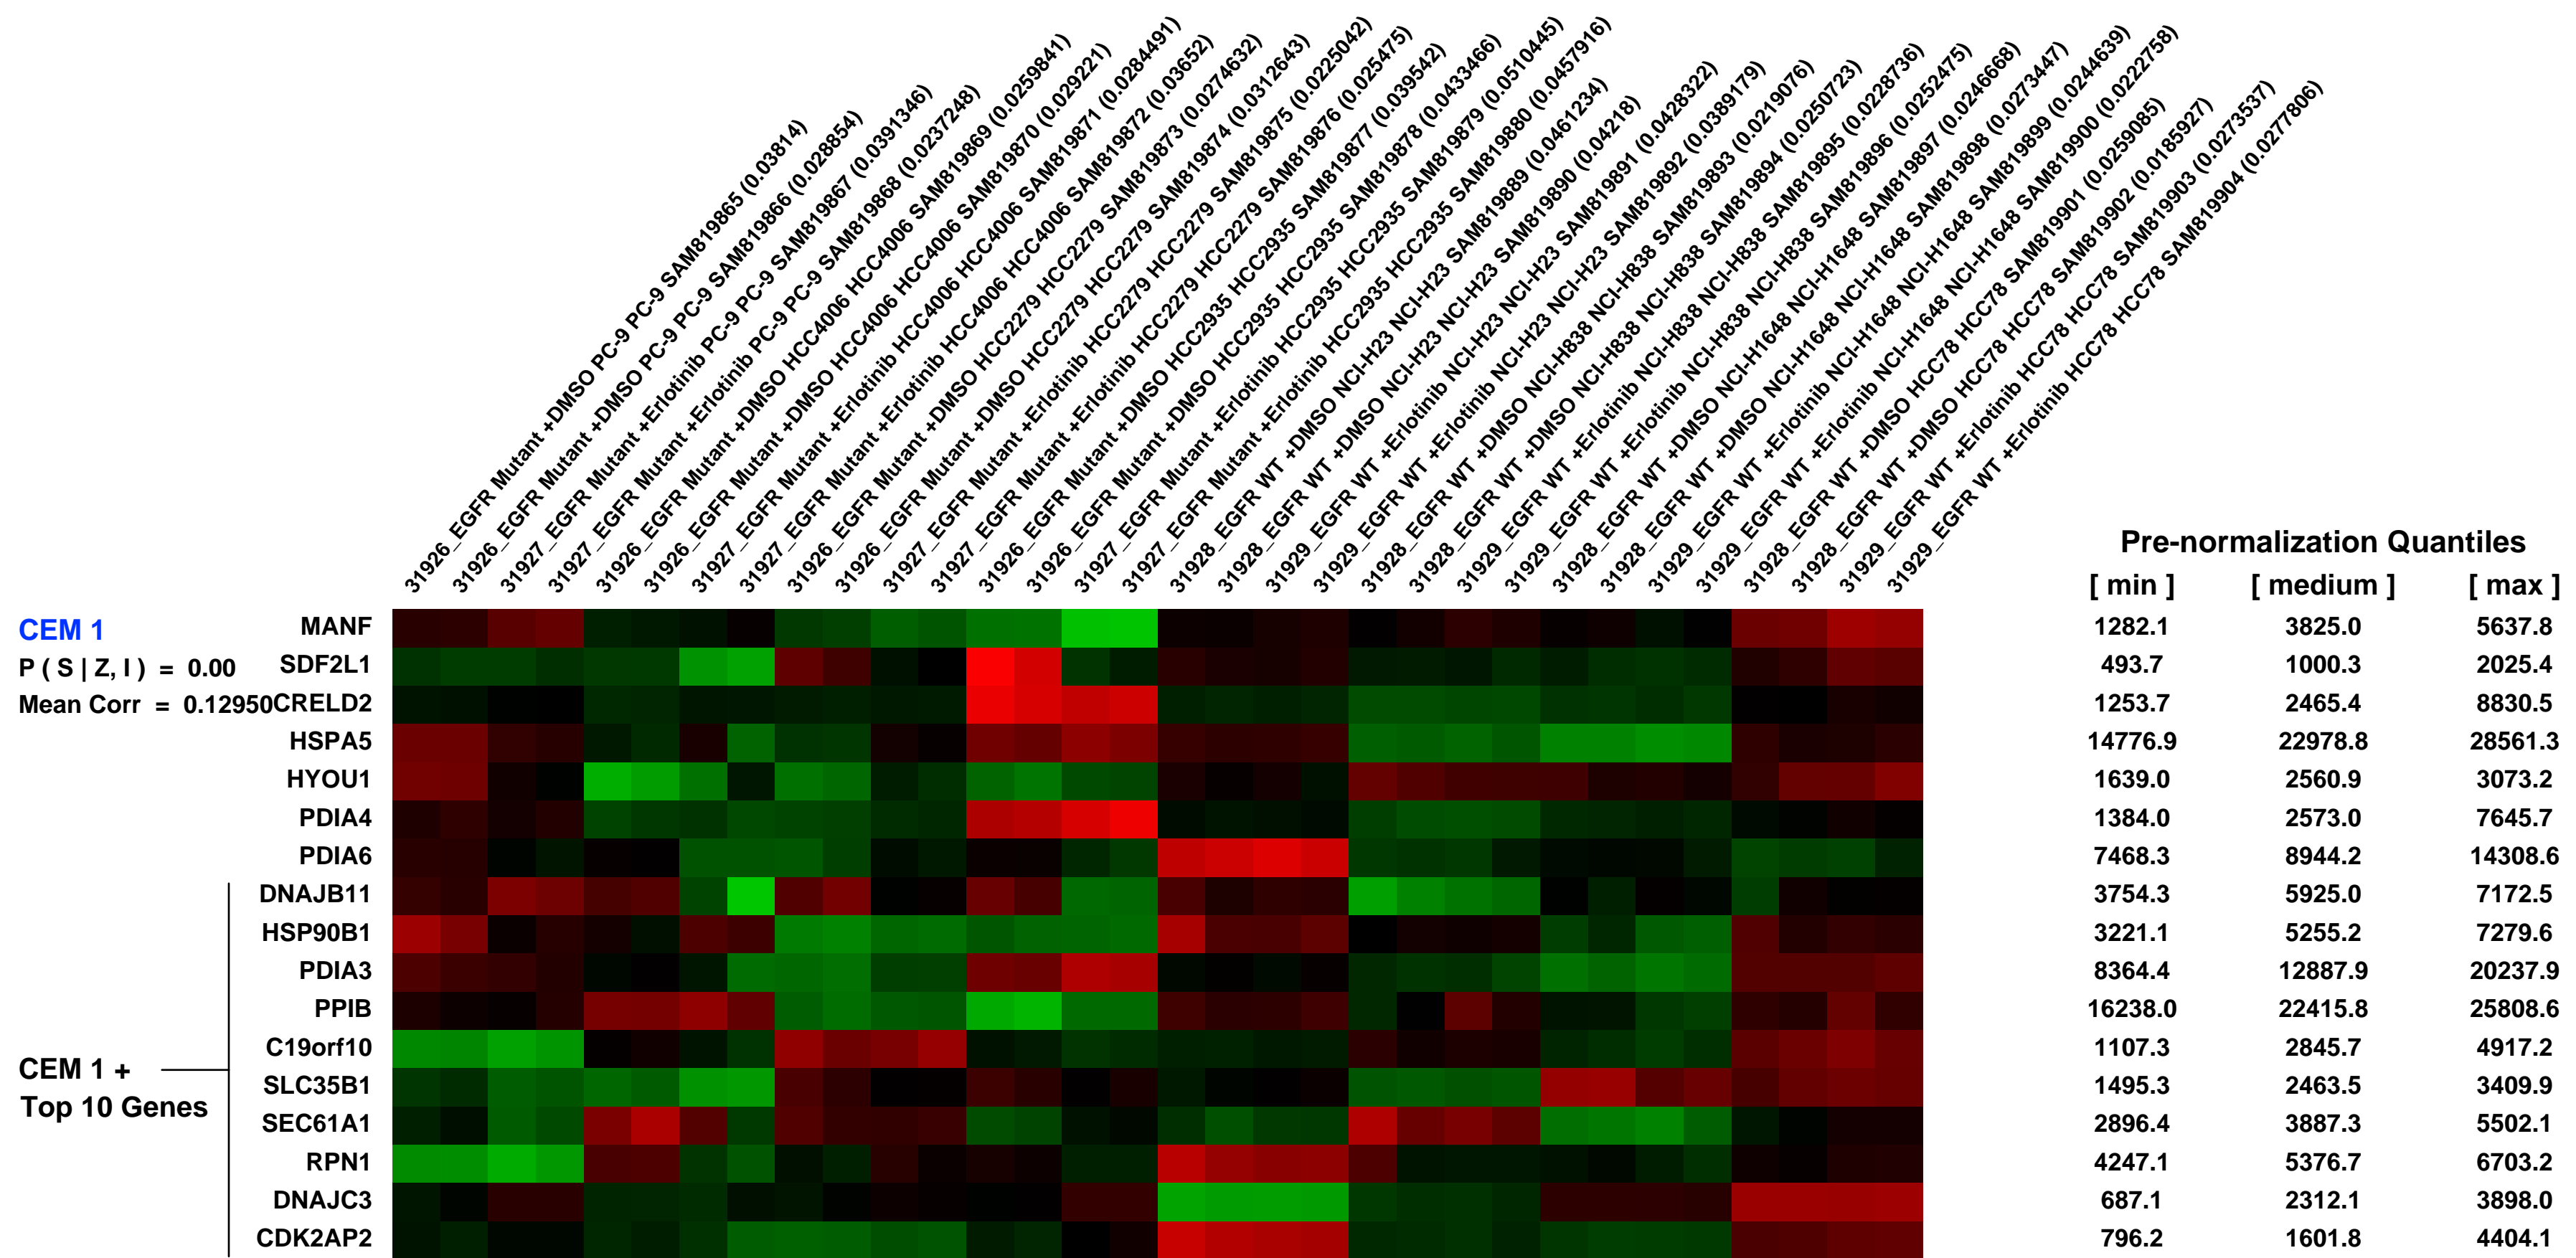 31926_EGFR Mutant +DMSO PC-9 PC-9 SAM819865 (0.03814)
31926_EGFR Mutant +DMSO PC-9 PC-9 SAM819866 (0.028854)
31927_EGFR Mutant +Erlotinib PC-9 PC-9 SAM819867 (0.0391346)
31927_EGFR Mutant +Erlotinib PC-9 PC-9 SAM819868 (0.0237248)
31926_EGFR Mutant +DMSO HCC4006 HCC4006 SAM819869 (0.0259841)
31926_EGFR Mutant +DMSO HCC4006 HCC4006 SAM819870 (0.029221)
31927_EGFR Mutant +Erlotinib HCC4006 HCC4006 SAM819871 (0.0284491)
31927_EGFR Mutant +Erlotinib HCC4006 HCC4006 SAM819872 (0.03652)
31926_EGFR Mutant +DMSO HCC2279 HCC2279 SAM819873 (0.0274632)
31926_EGFR Mutant +DMSO HCC2279 HCC2279 SAM819874 (0.0312643)
31927_EGFR Mutant +Erlotinib HCC2279 HCC2279 SAM819875 (0.0225042)
31927_EGFR Mutant +Erlotinib HCC2279 HCC2279 SAM819876 (0.025475)
31926_EGFR Mutant +DMSO HCC2935 HCC2935 SAM819877 (0.039542)
31926_EGFR Mutant +DMSO HCC2935 HCC2935 SAM819878 (0.0433466)
31927_EGFR Mutant +Erlotinib HCC2935 HCC2935 SAM819879 (0.0510445)
31927_EGFR Mutant +Erlotinib HCC2935 HCC2935 SAM819880 (0.0457916)
31928_EGFR WT +DMSO NCI-H23 NCI-H23 SAM819889 (0.0461234)
31928_EGFR WT +DMSO NCI-H23 NCI-H23 SAM819890 (0.04218)
31929_EGFR WT +Erlotinib NCI-H23 NCI-H23 SAM819891 (0.0428322)
31929_EGFR WT +Erlotinib NCI-H23 NCI-H23 SAM819892 (0.0389179)
31928_EGFR WT +DMSO NCI-H838 NCI-H838 SAM819893 (0.0219076)
31928_EGFR WT +DMSO NCI-H838 NCI-H838 SAM819894 (0.0250723)
31929_EGFR WT +Erlotinib NCI-H838 NCI-H838 SAM819895 (0.0228736)
31929_EGFR WT +Erlotinib NCI-H838 NCI-H838 SAM819896 (0.0252475)
31928_EGFR WT +DMSO NCI-H1648 NCI-H1648 SAM819897 (0.0246668)
31928_EGFR WT +DMSO NCI-H1648 NCI-H1648 SAM819898 (0.0273447)
31929_EGFR WT +Erlotinib NCI-H1648 NCI-H1648 SAM819899 (0.0244639)
31929_EGFR WT +Erlotinib NCI-H1648 NCI-H1648 SAM819900 (0.0222758)
31928_EGFR WT +DMSO HCC78 HCC78 SAM819901 (0.0259085)
31928_EGFR WT +DMSO HCC78 HCC78 SAM819902 (0.0185927)
31929_EGFR WT +Erlotinib HCC78 HCC78 SAM819903 (0.0273537)
31929_EGFR WT +Erlotinib HCC78 HCC78 SAM819904 (0.0277806)
Pre-normalization Quantiles
[ min ] [ medium ] [ max ]
CEM 1 MANF 1282.1 3825.0 5637.8
P ( S | Z, I ) = 0.00 SDF2L1 493.7 1000.3 2025.4
Mean Corr = 0.12950 CRELD2 1253.7 2465.4 8830.5
HSPA5 14776.9 22978.8 28561.3
HYOU1 1639.0 2560.9 3073.2
PDIA4 1384.0 2573.0 7645.7
PDIA6 7468.3 8944.2 14308.6
DNAJB11 3754.3 5925.0 7172.5
HSP90B1 3221.1 5255.2 7279.6
PDIA3 8364.4 12887.9 20237.9
PPIB 16238.0 22415.8 25808.6
C19orf10 1107.3 2845.7 4917.2
CEM 1 +
Top 10 Genes
SLC35B1 1495.3 2463.5 3409.9
SEC61A1 2896.4 3887.3 5502.1
RPN1 4247.1 5376.7 6703.2
DNAJC3 687.1 2312.1 3898.0
CDK2AP2 796.2 1601.8 4404.1